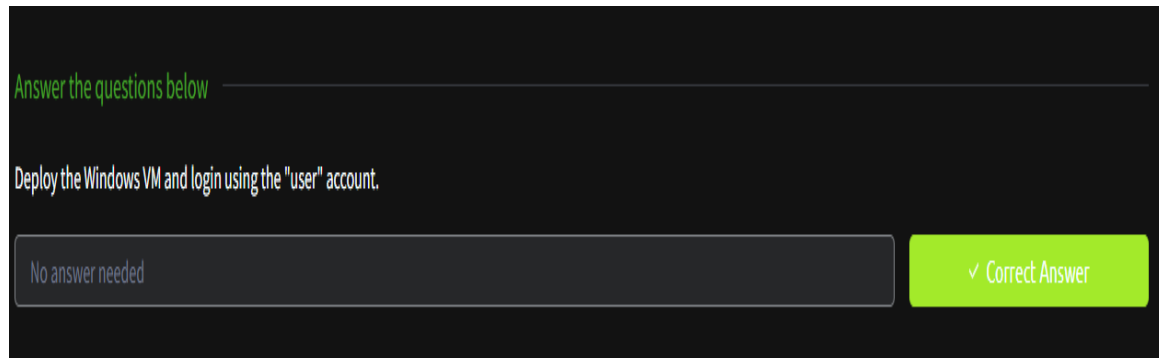 Answer the questions below
Deploy the Windows VM and login using the "user" account.
No answer needed
✓ Correct Answer